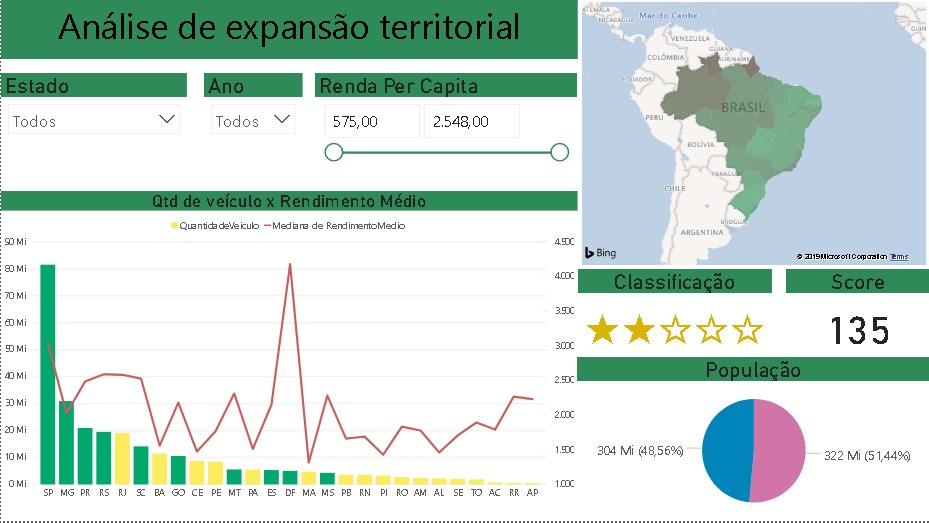 Análise de expansão territorial
Estado
Ano
Renda Per Capita
Todos
Todos
575,00
2.548,00
Qtd de veículo x Rendimento Médio
QuantidadeVeiculo
Mediana de RendimentoMedio
90 Mi
80 Mi
70 Mi
60 Mi
50 Mi
40 Mi
30 Mi
20 Mi
10 Mi
0 Mi
4.500
4.000
3.500
3.000
2.500
2.000
1.500
1.000
SP MG PR RS RJ SC BA GO CE PE MT PA ES DF MA MS PB RN PI RO AM AL SE TO AC RR AP
Mar do Caribe
NICARÁGUA
VENEZUELA
GUIANA
SURINAME
COLÔMBIA
EQUADOR
BRASIL
PERU
BOLÍVIA
PARAGUAI
CHILE
URUGUAI
ARGENTINA
Bing
© 2019 Microsoft Corporation Terms
Classificação
Score
135
População
304 Mi (48,56%)
322 Mi (51,44%)